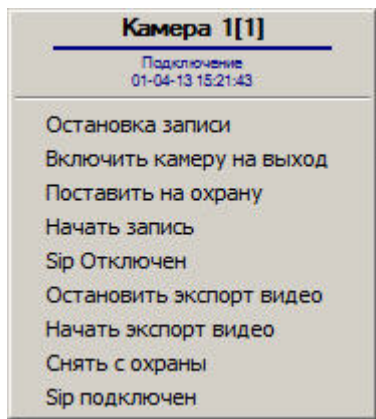 Камера 1[1]
Подключение
01-04-13 15:21:43
Остановка записи
Включить камеру на выход
Поставить на охрану
Начать запись
Sip Отключен
Остановить экспорт видео
Начать экспорт видео
Снять с охраны
Sip подключен